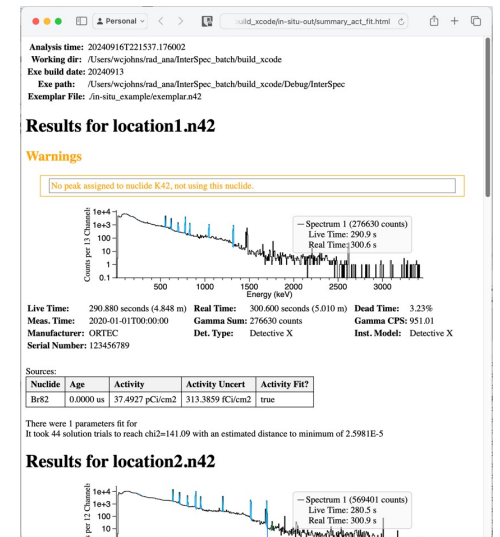 Personal
uild_xcode/in-situ-out/summary_act_fit.html
Analysis time: 20240916T221537.176002
Working dir: /Users/wcjohns/rad_ana/InterSpec_batch/build_xcode
Exe build date: 20240913
Exe path: /Users/wcjohns/rad_ana/InterSpec_batch/build_xcode/Debug/InterSpec
Exemplar File: ./in-situ_example/exemplar.n42
Results for location1.n42
Warnings
No peak assigned to nuclide K42, not using this nuclide.
Counts per 13 Channels
1e+4
1e+3
100
10
1
0.1
Spectrum 1 (276630 counts)
Live Time: 290.9 s
Real Time: 300.6 s
500 1000 1500 2000 2500 3000
Energy (keV)
Live Time: 290.880 seconds (4.848 m) Real Time: 300.600 seconds (5.010 m) Dead Time: 3.23%
Meas. Time: 2020-01-01T00:00:00 Gamma Sum: 276630 counts Gamma CPS: 951.01
Manufacturer: ORTEC Det. Type: Detective X Inst. Model: Detective X
Serial Number: 123456789
Sources:
Nuclide Age Activity Activity Uncert Activity Fit?
Br82 0.0000 us 37.4927 pCi/cm2 313.3859 fCi/cm2 true
There were 1 parameters fit for
It took 44 solution trials to reach chi2=141.09 with an estimated distance to minimum of 2.5981E-5
Results for location2.n42
per 12 Channels
1e+4
1e+3
100
10
Spectrum 1 (569401 counts)
Live Time: 280.5 s
Real Time: 300.9 s